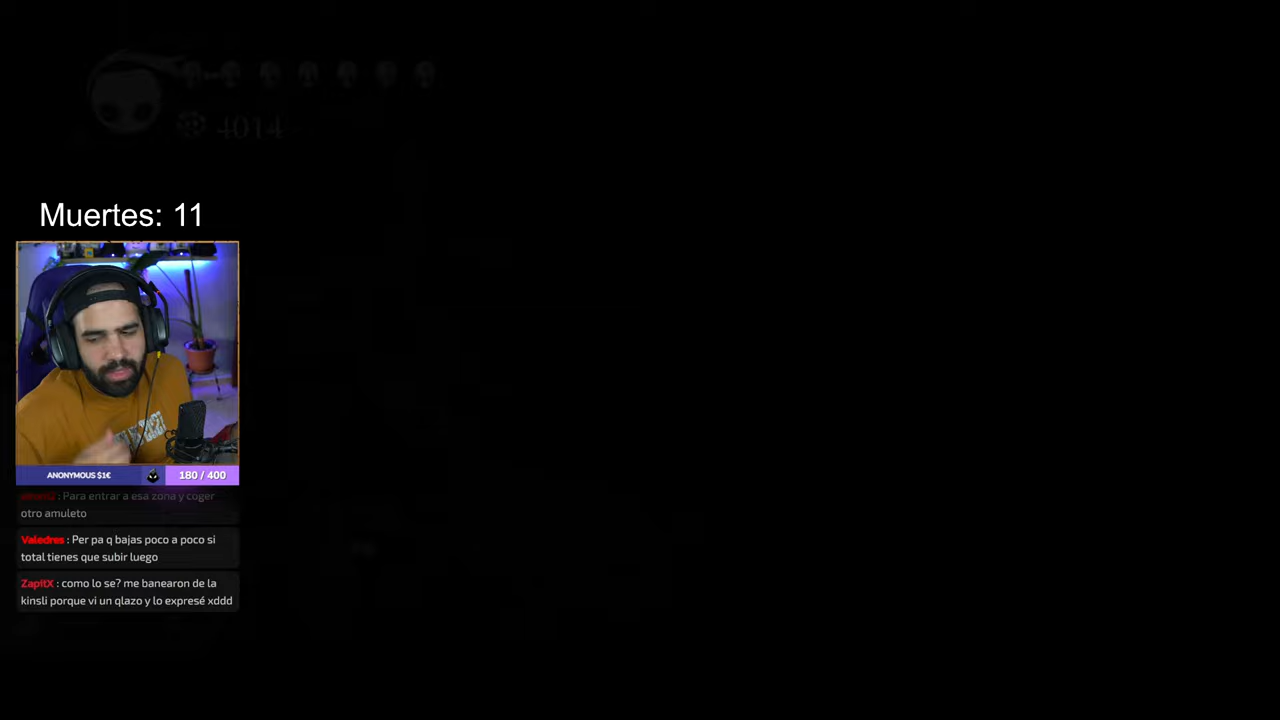 4014
Muertes: 11
ANONYMOUS $1€
180 / 400
: Para entrar a esa zona y coger
otro amuleto
Valedres : Per pa q bajas poco a poco si
total tienes que subir luego
ZapitX : como lo se? me banearon de la
kinsli porque vi un qlazo y lo expresé xddd